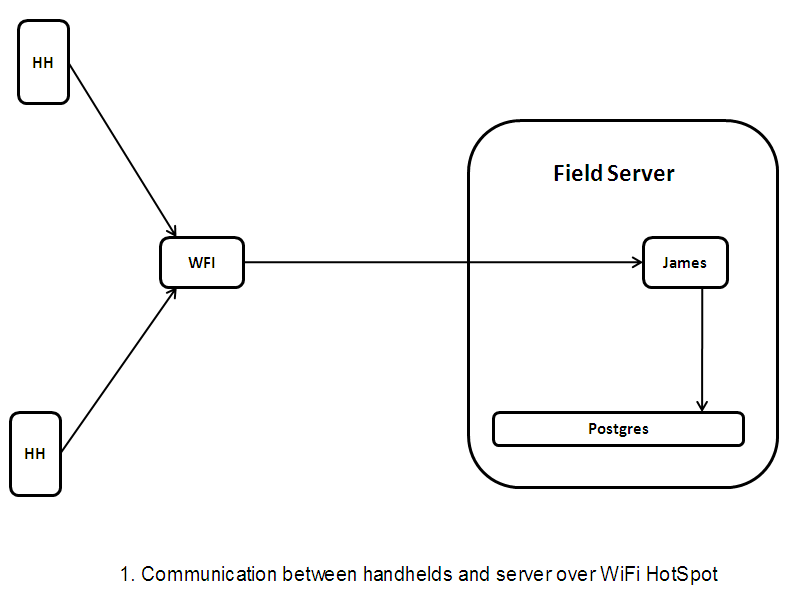 HH
Field Server
WFI
James
Postgres
HH
1. Communication between handhelds and server over WiFi HotSpot